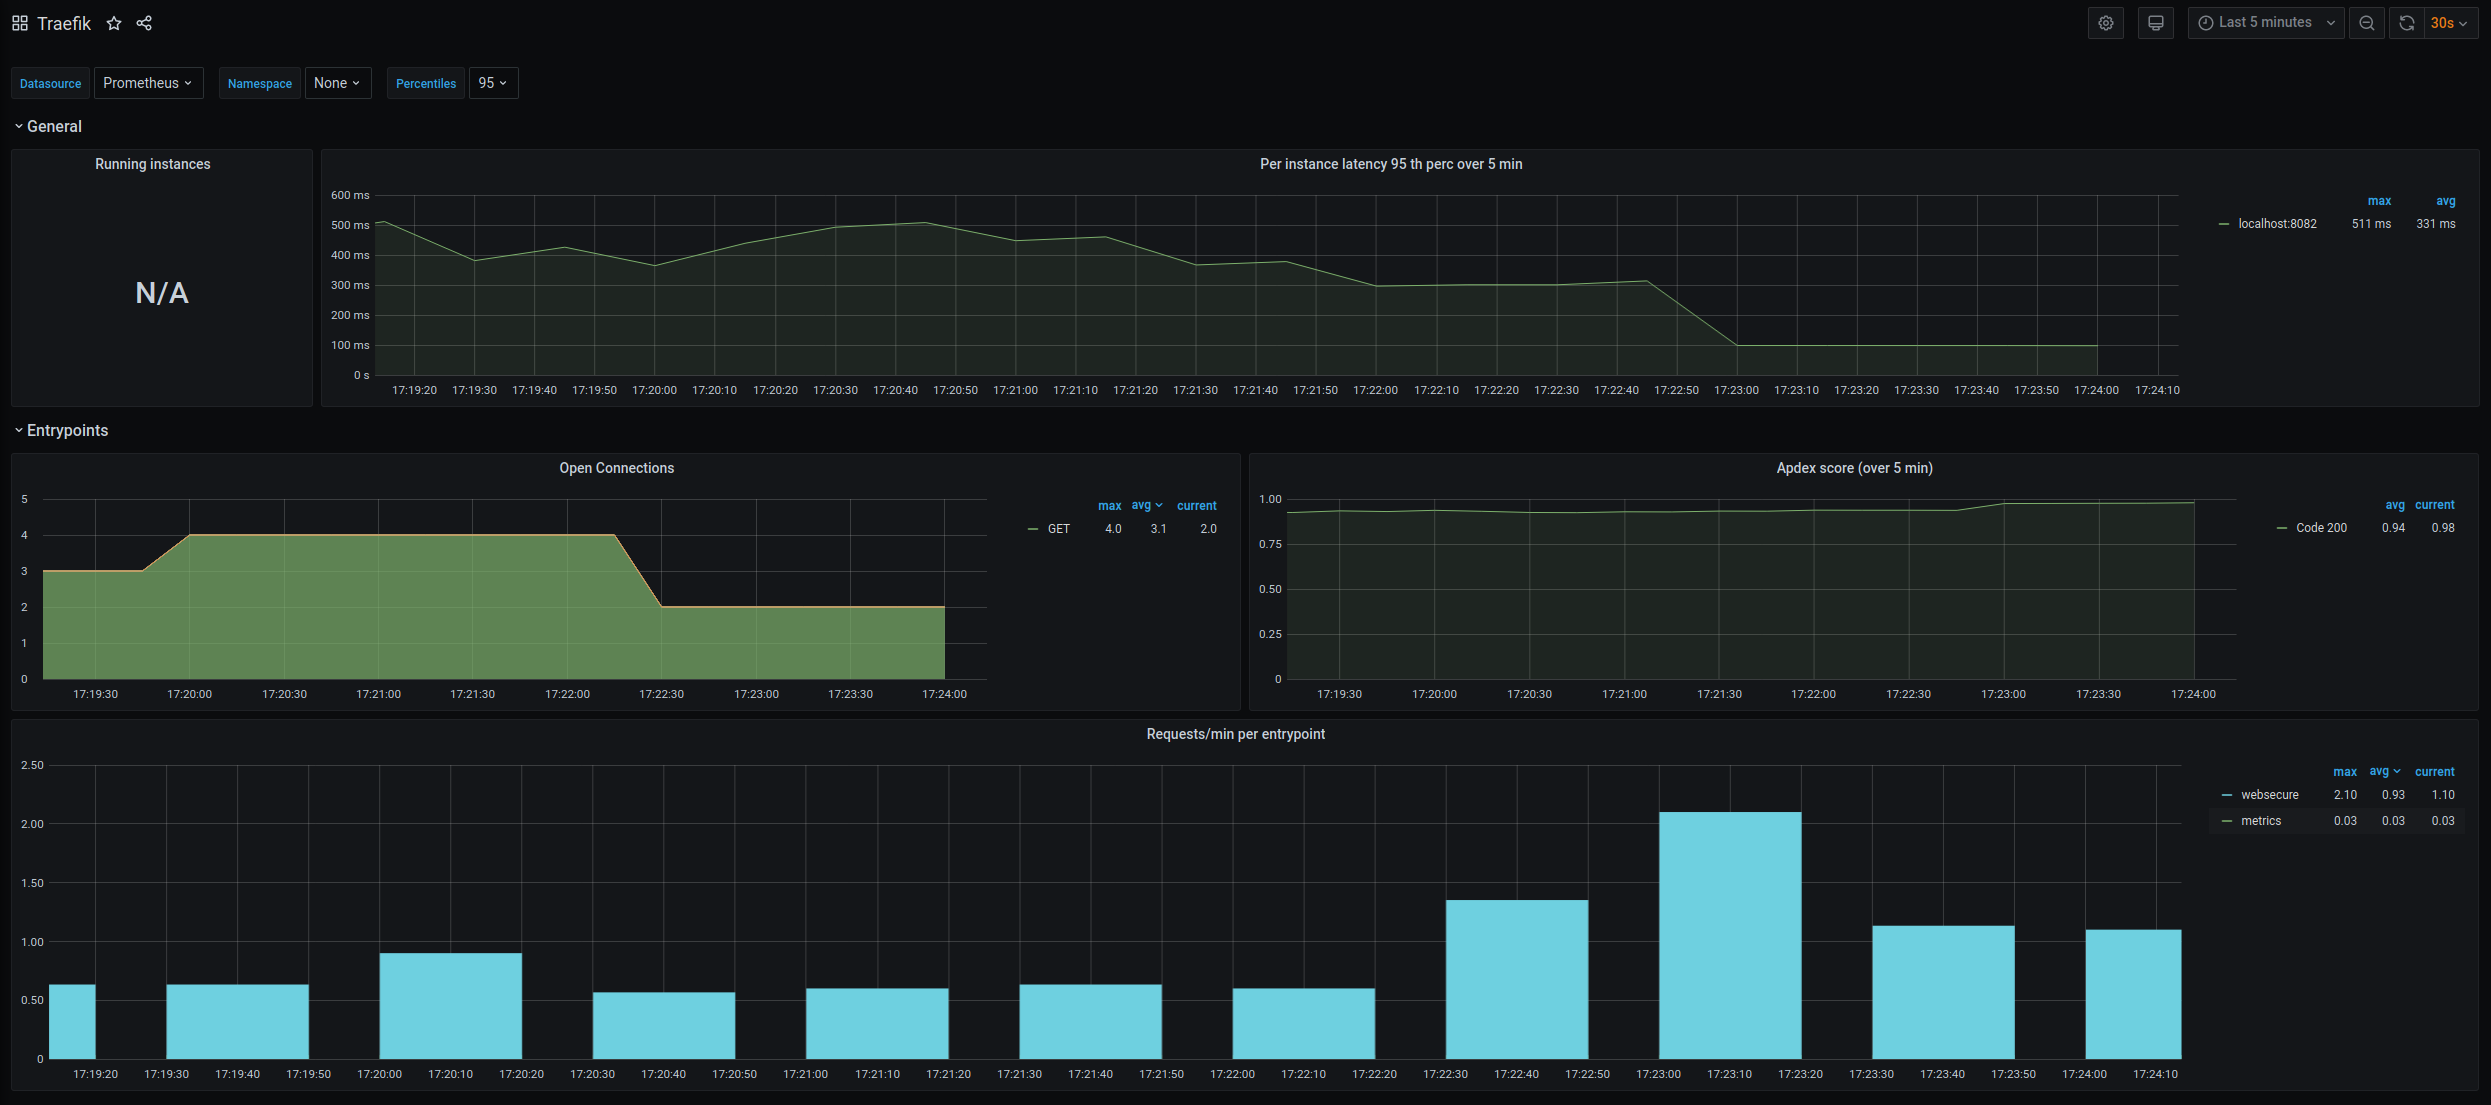 Traefik
Last 5 minutes
30s
Datasource Prometheus Namespace None Percentiles 95
General
Running instances
N/A
Per instance latency 95 th perc over 5 min
600 ms
500 ms
400 ms
300 ms
200 ms
100 ms
0 s
17:19:20 17:19:30 17:19:40 17:19:50 17:20:00 17:20:10 17:20:20 17:20:30 17:20:40 17:20:50 17:21:00 17:21:10 17:21:20 17:21:30 17:21:40 17:21:50 17:22:00 17:22:10 17:22:20 17:22:30 17:22:40 17:22:50 17:23:00 17:23:10 17:23:20 17:23:30 17:23:40 17:23:50 17:24:00 17:24:10
max avg
localhost:8082 511 ms 331 ms
Entrypoints
Open Connections
5
4
3
2
1
0
17:19:30 17:20:00 17:20:30 17:21:00 17:21:30 17:22:00 17:22:30 17:23:00 17:23:30 17:24:00
max avg current
GET 4.0 3.1 2.0
Apdex score (over 5 min)
1.00
0.75
0.50
0.25
0
17:19:30 17:20:00 17:20:30 17:21:00 17:21:30 17:22:00 17:22:30 17:23:00 17:23:30 17:24:00
avg current
Code 200 0.94 0.98
Requests/min per entrypoint
2.50
2.00
1.50
1.00
0.50
0
17:19:20 17:19:30 17:19:40 17:19:50 17:20:00 17:20:10 17:20:20 17:20:30 17:20:40 17:20:50 17:21:00 17:21:10 17:21:20 17:21:30 17:21:40 17:21:50 17:22:00 17:22:10 17:22:20 17:22:30 17:22:40 17:22:50 17:23:00 17:23:10 17:23:20 17:23:30 17:23:40 17:23:50 17:24:00 17:24:10
max avg current
websecure 2.10 0.93 1.10
metrics 0.03 0.03 0.03